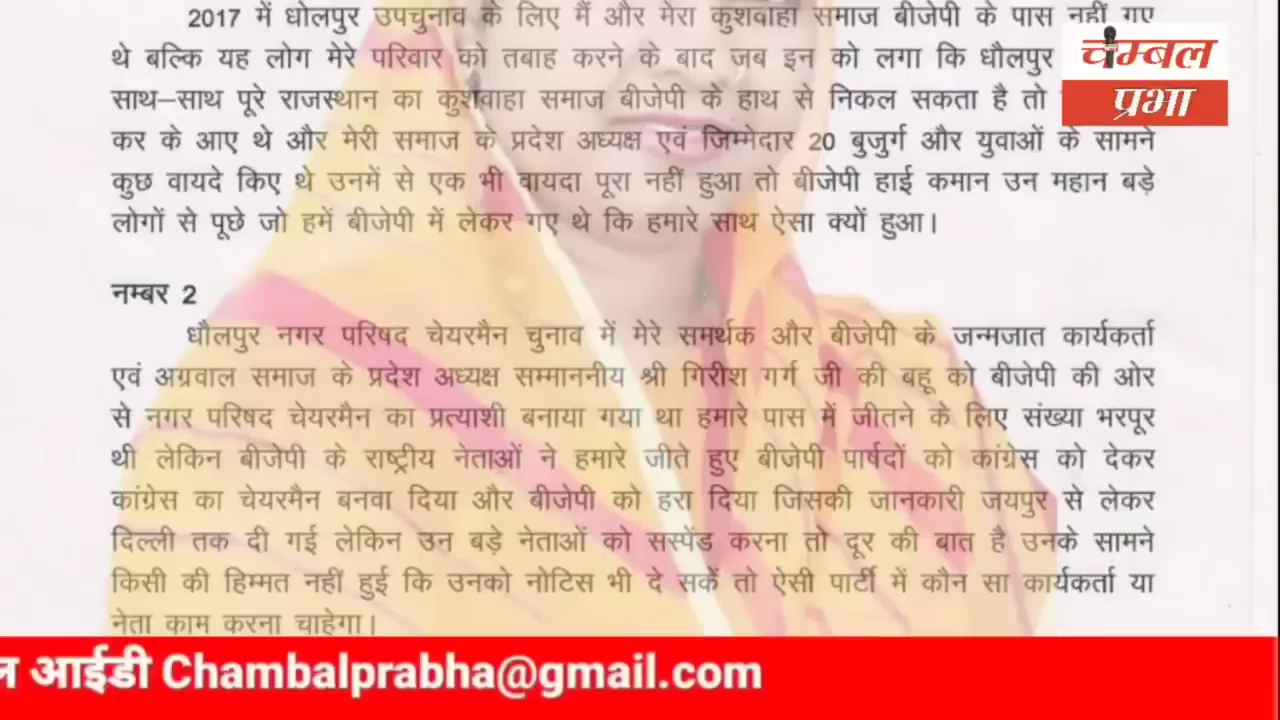 2017 में धोलपुर उपचुनाव के लिए मैं और मेरा कुशवाहा समाज बीजेपी के पास नहीं गए
थे बल्कि यह लोग मेरे परिवार को तबाह करने के बाद जब इन को लगा कि धौलपुर
साथ–साथ पूरे राजस्थान का कुशवाहा समाज बीजेपी के हाथ से निकल सकता है तो
कर के आए थे और मेरी समाज के प्रदेश अध्यक्ष एवं जिम्मेदार 20 बुजुर्ग और युवाओं के सामने
कुछ वायदे किए थे उनमें से एक भी वायदा पूरा नहीं हुआ तो बीजेपी हाई कमान उन महान बड़े
लोगों से पूछे जो हमें बीजेपी में लेकर गए थे कि हमारे साथ ऐसा क्यों हुआ।
चम्बल
प्रभा
नम्बर 2
धौलपुर नगर परिषद चेयरमैन चुनाव में मेरे समर्थक और बीजेपी के जन्मजात कार्यकर्ता
एवं अग्रवाल समाज के प्रदेश अध्यक्ष सम्माननीय श्री गिरीश गर्ग जी की बहू को बीजेपी की ओर
से नगर परिषद चेयरमैन का प्रत्याशी बनाया गया था हमारे पास में जीतने के लिए संख्या भरपूर
थी लेकिन बीजेपी के राष्ट्रीय नेताओं ने हमारे जीते हुए बीजेपी पार्षदों को कांग्रेस को देकर
कांग्रेस का चेयरमैन बनवा दिया और बीजेपी को हरा दिया जिसकी जानकारी जयपुर से लेकर
दिल्ली तक दी गई लेकिन उन बड़े नेताओं को सस्पेंड करना तो दूर की बात है उनके सामने
किसी की हिम्मत नहीं हुई कि उनको नोटिस भी दे सकें तो ऐसी पार्टी में कौन सा कार्यकर्ता या
नेता काम करना चाहेगा।
ल आईडी Chambalprabha@gmail.com